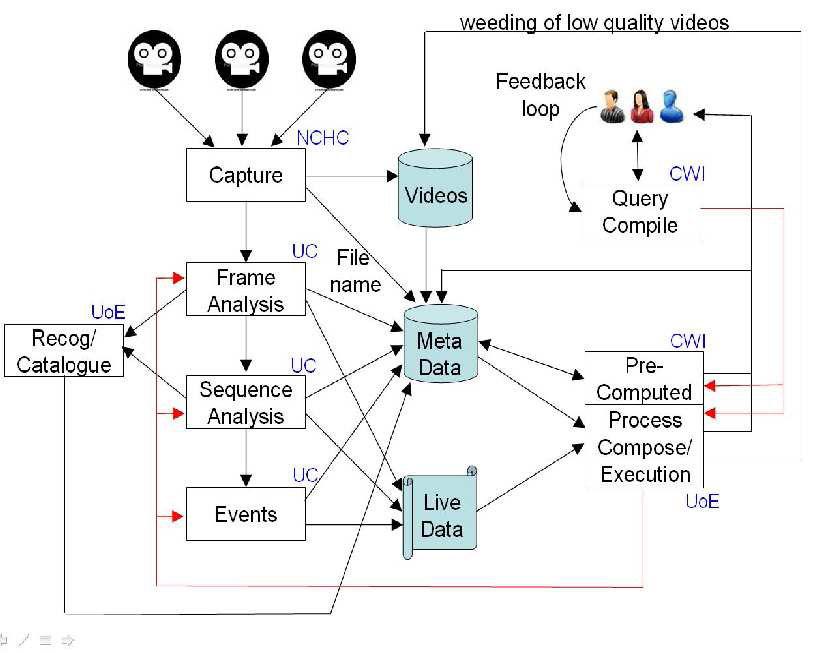 weeding of low quality videos
Feedback
loop
NCHC
Capture
Videos
CWI
Query
Compile
UC
File
name
Frame
Analysis
UoE
Recog/
Catalogue
Meta
Data
CWI
Pre-
Computed
UC
Sequence
Analysis
Process
Compose/
Execution
UoE
UC
Events
Live
Data